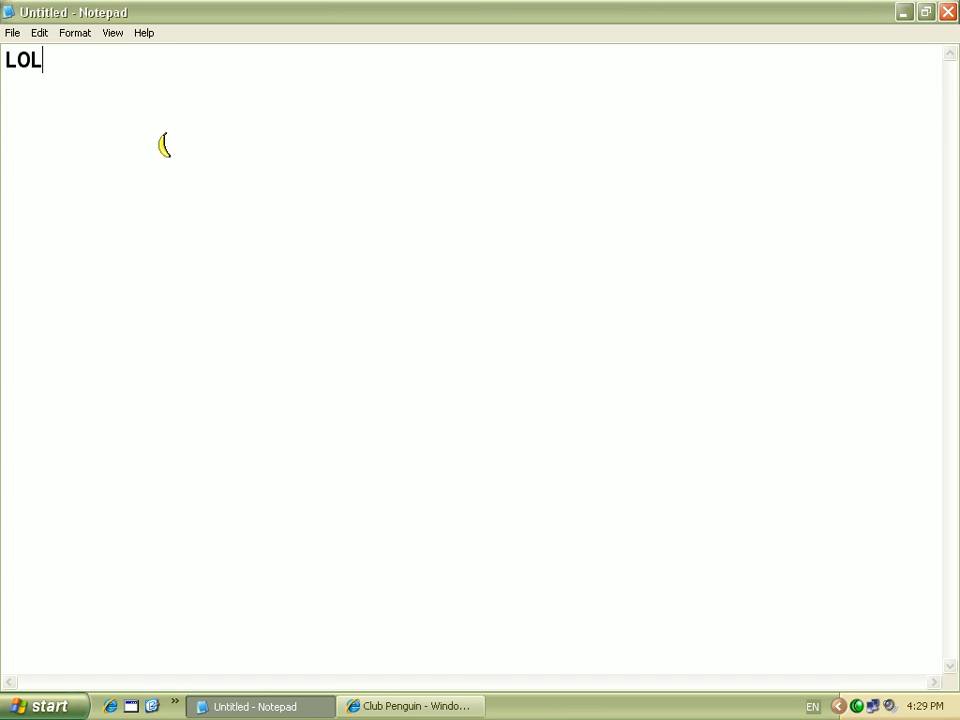 Untitled - Notepad
File Edit Format View Help
LOL
start
»
Untitled - Notepad
Club Penguin - Windo...
EN
4:29 PM